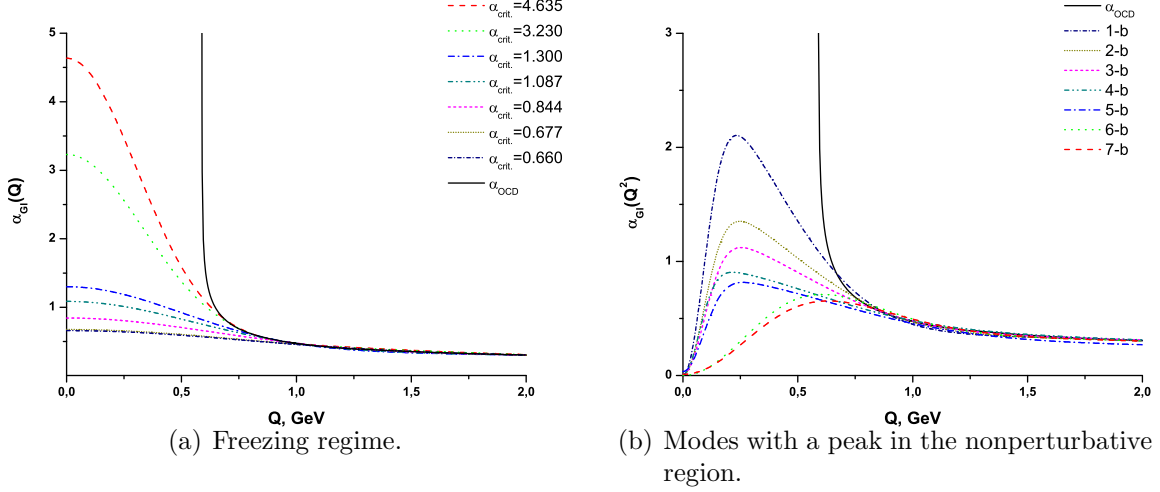 α_crit.=4.635
α_crit.=3.230
α_crit.=1.300
α_crit.=1.087
α_crit.=0.844
α_crit.=0.677
α_crit.=0.660
α_QCD
5
4
3
2
1
α_GI(Q)
0,0 0,5 1,0 1,5 2,0
Q, GeV
(a) Freezing regime.
α_QCD
1-b
2-b
3-b
4-b
5-b
6-b
7-b
3
2
1
0
α_GI(Q²)
0,0 0,5 1,0 1,5 2,0
Q, GeV
(b) Modes with a peak in the nonperturbative
region.